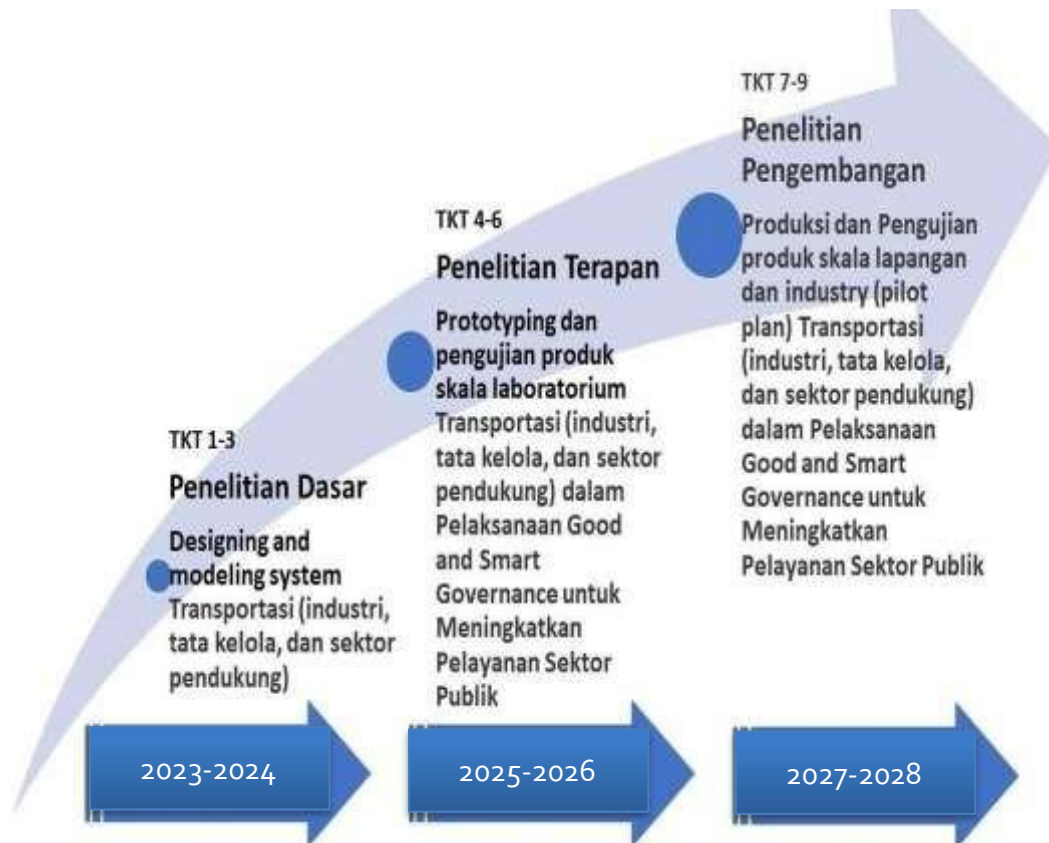 TKT 1-3
Penelitian Dasar
Designing and
modeling system
Transportasi (industri,
tata kelola, dan sektor
pendukung)
2023-2024
TKT 4-6
Penelitian Terapan
Prototyping dan
pengujian produk
skala laboratorium
Transportasi (industri,
tata kelola, dan sektor
pendukung) dalam
Pelaksanaan Good
and Smart
Governance untuk
Meningkatkan
Pelayanan Sektor
Publik
2025-2026
TKT 7-9
Penelitian
Pengembangan
Produksi dan Pengujian
produk skala lapangan
dan industry (pilot
plan) Transportasi
(industri, tata kelola,
dan sektor pendukung)
dalam Pelaksanaan
Good and Smart
Governance untuk
Meningkatkan
Pelayanan Sektor Publik
2027-2028